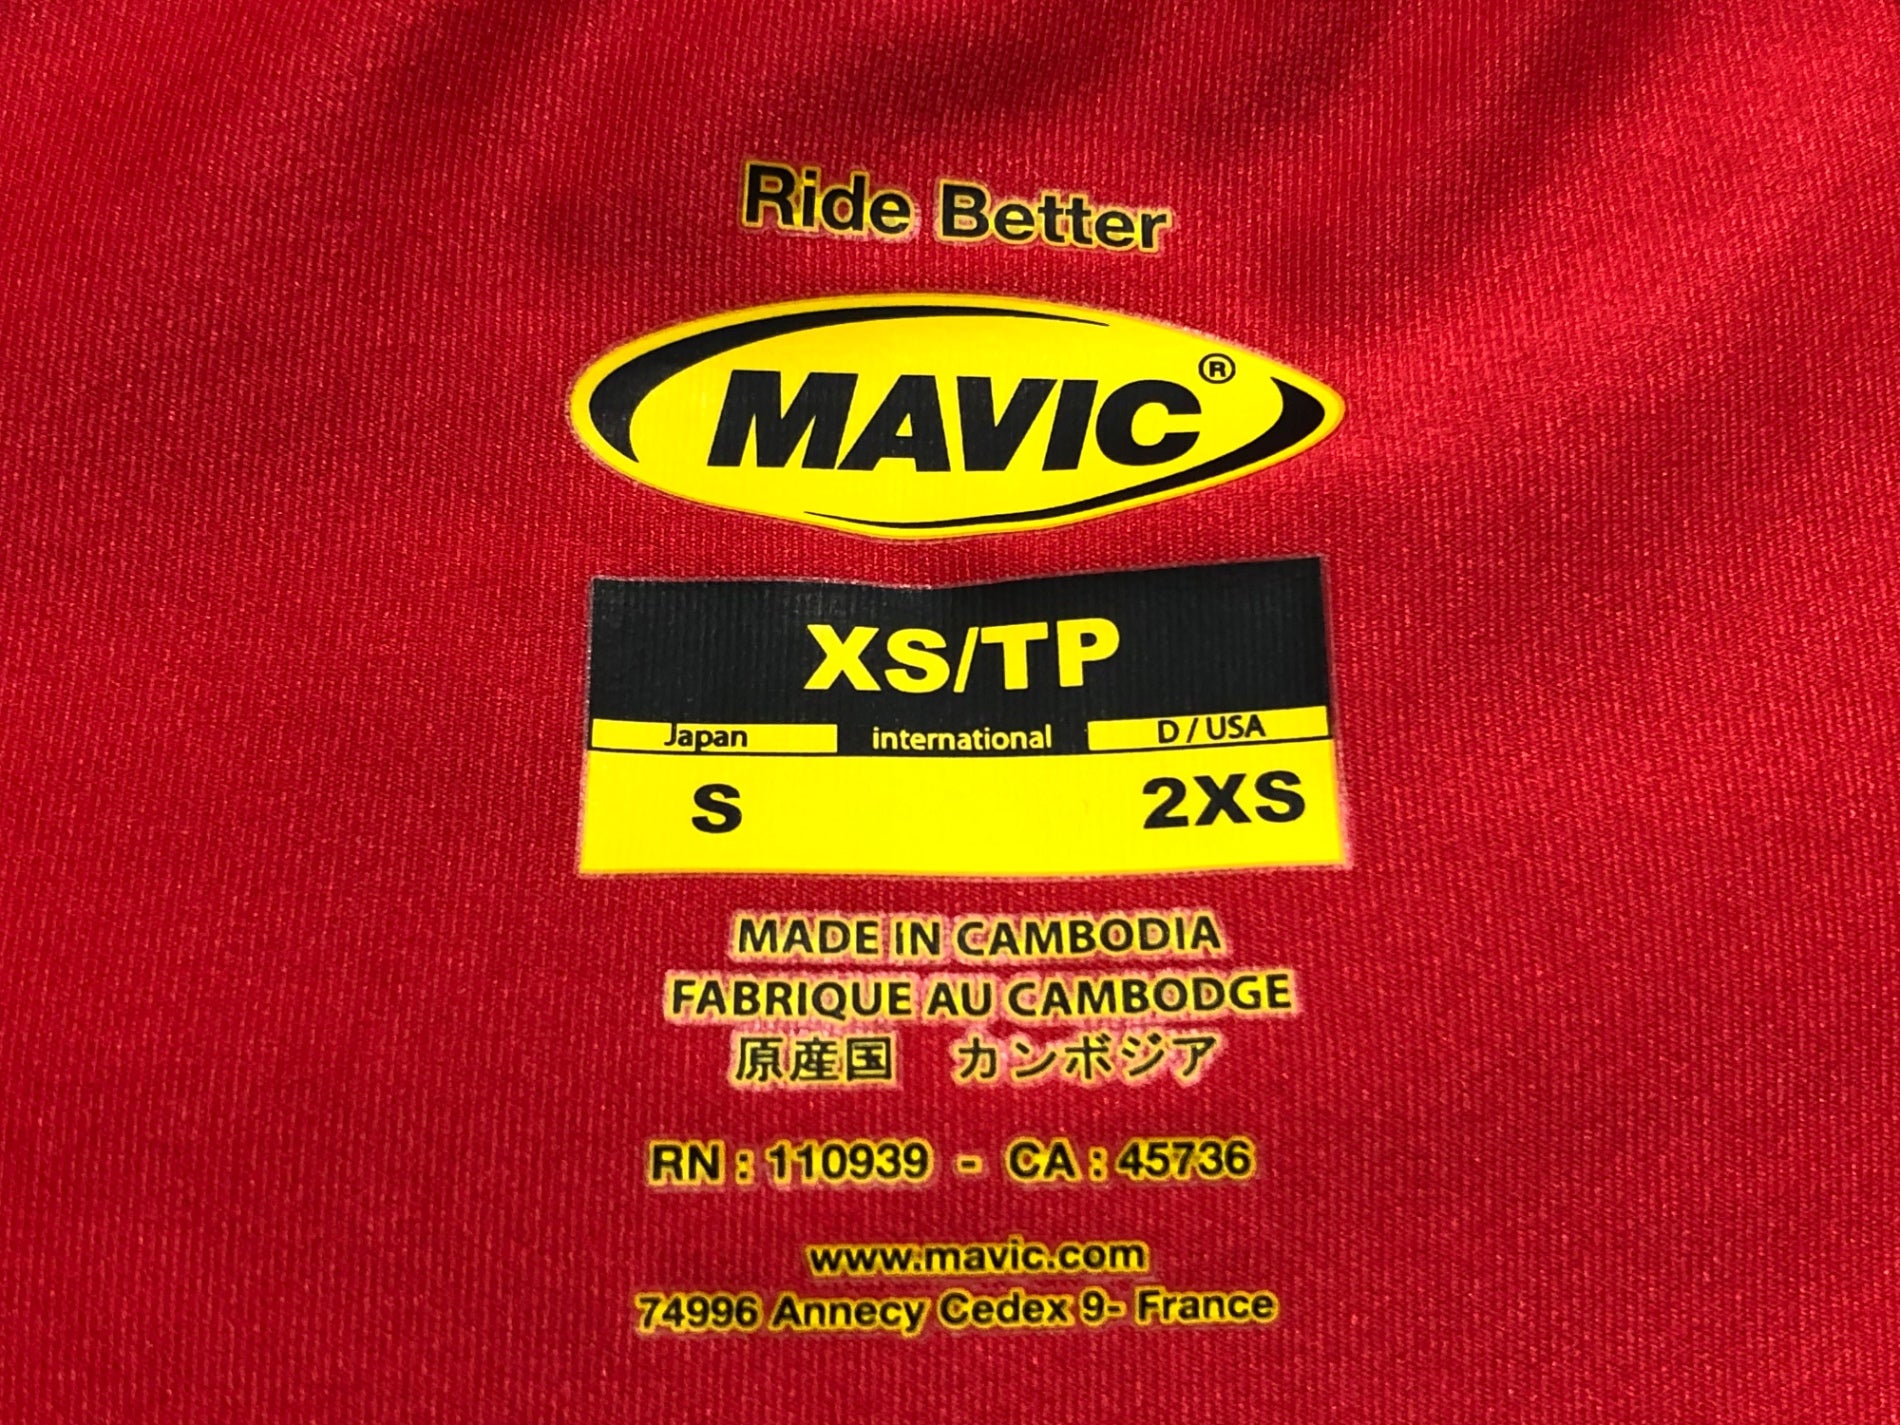 Ride Better
MAVIC®
XS/TP
Japan international D / USA
S 2XS
MADE IN CAMBODIA
FABRIQUE AU CAMBODGE
原産国　カンボジア
RN : 110939 - CA : 45736
www.mavic.com
74996 Annecy Cedex 9- France